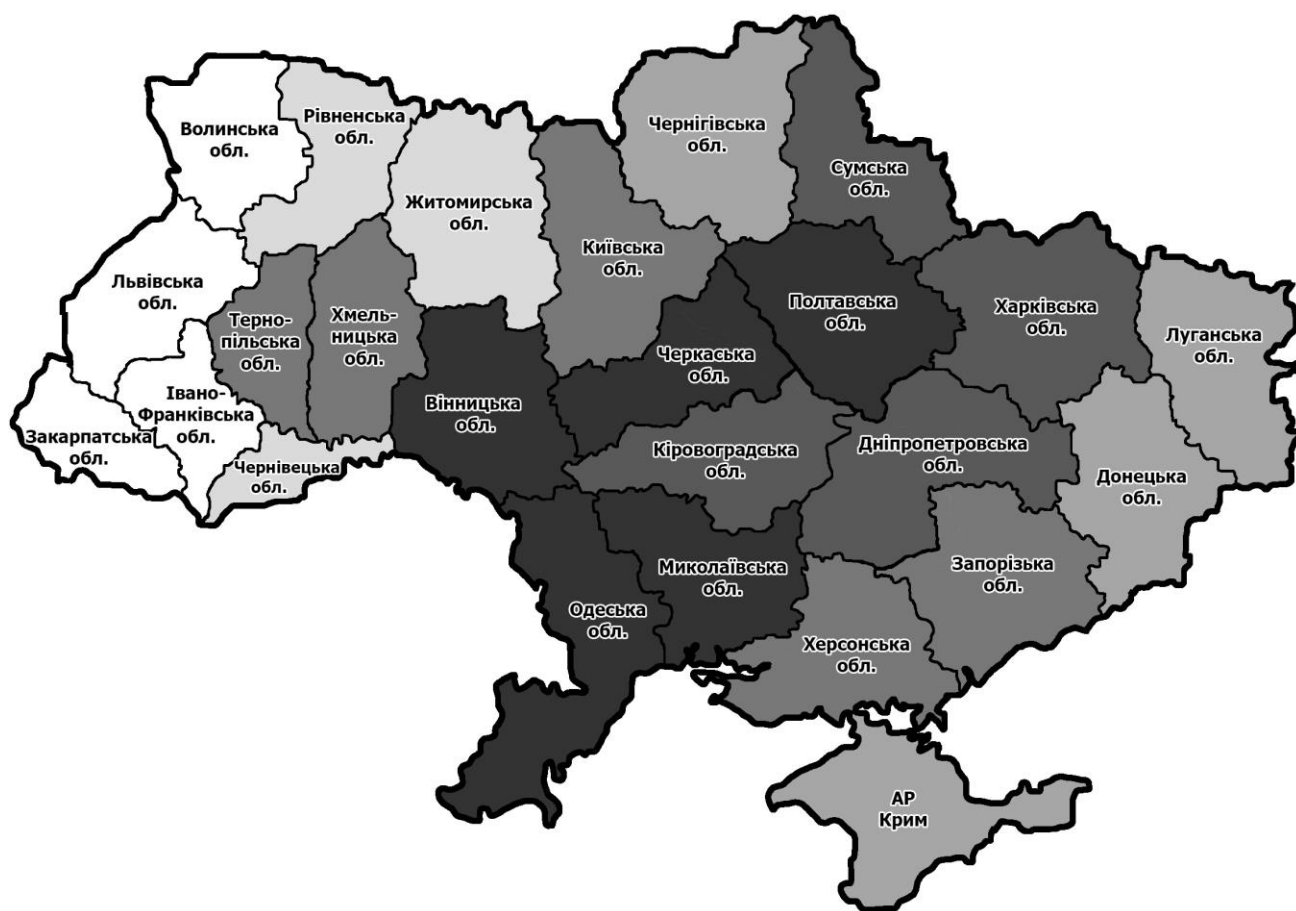 Волинська
обл.
Рівненська
обл.
Житомирська
обл.
Чернігівська
обл.
Сумська
обл.
Київська
обл.
Львівська
обл.
Терно-
пільська
обл.
Хмель-
ницька
обл.
Полтавська
обл.
Харківська
обл.
Луганська
обл.
Черкаська
обл.
Івано-
Франківська
обл.
Вінницька
обл.
Закарпатська
обл.
Чернівецька
обл.
Кіровоградська
обл.
Дніпропетровська
обл.
Донецька
обл.
Миколаївська
обл.
Запорізька
обл.
Одеська
обл.
Херсонська
обл.
АР
Крим